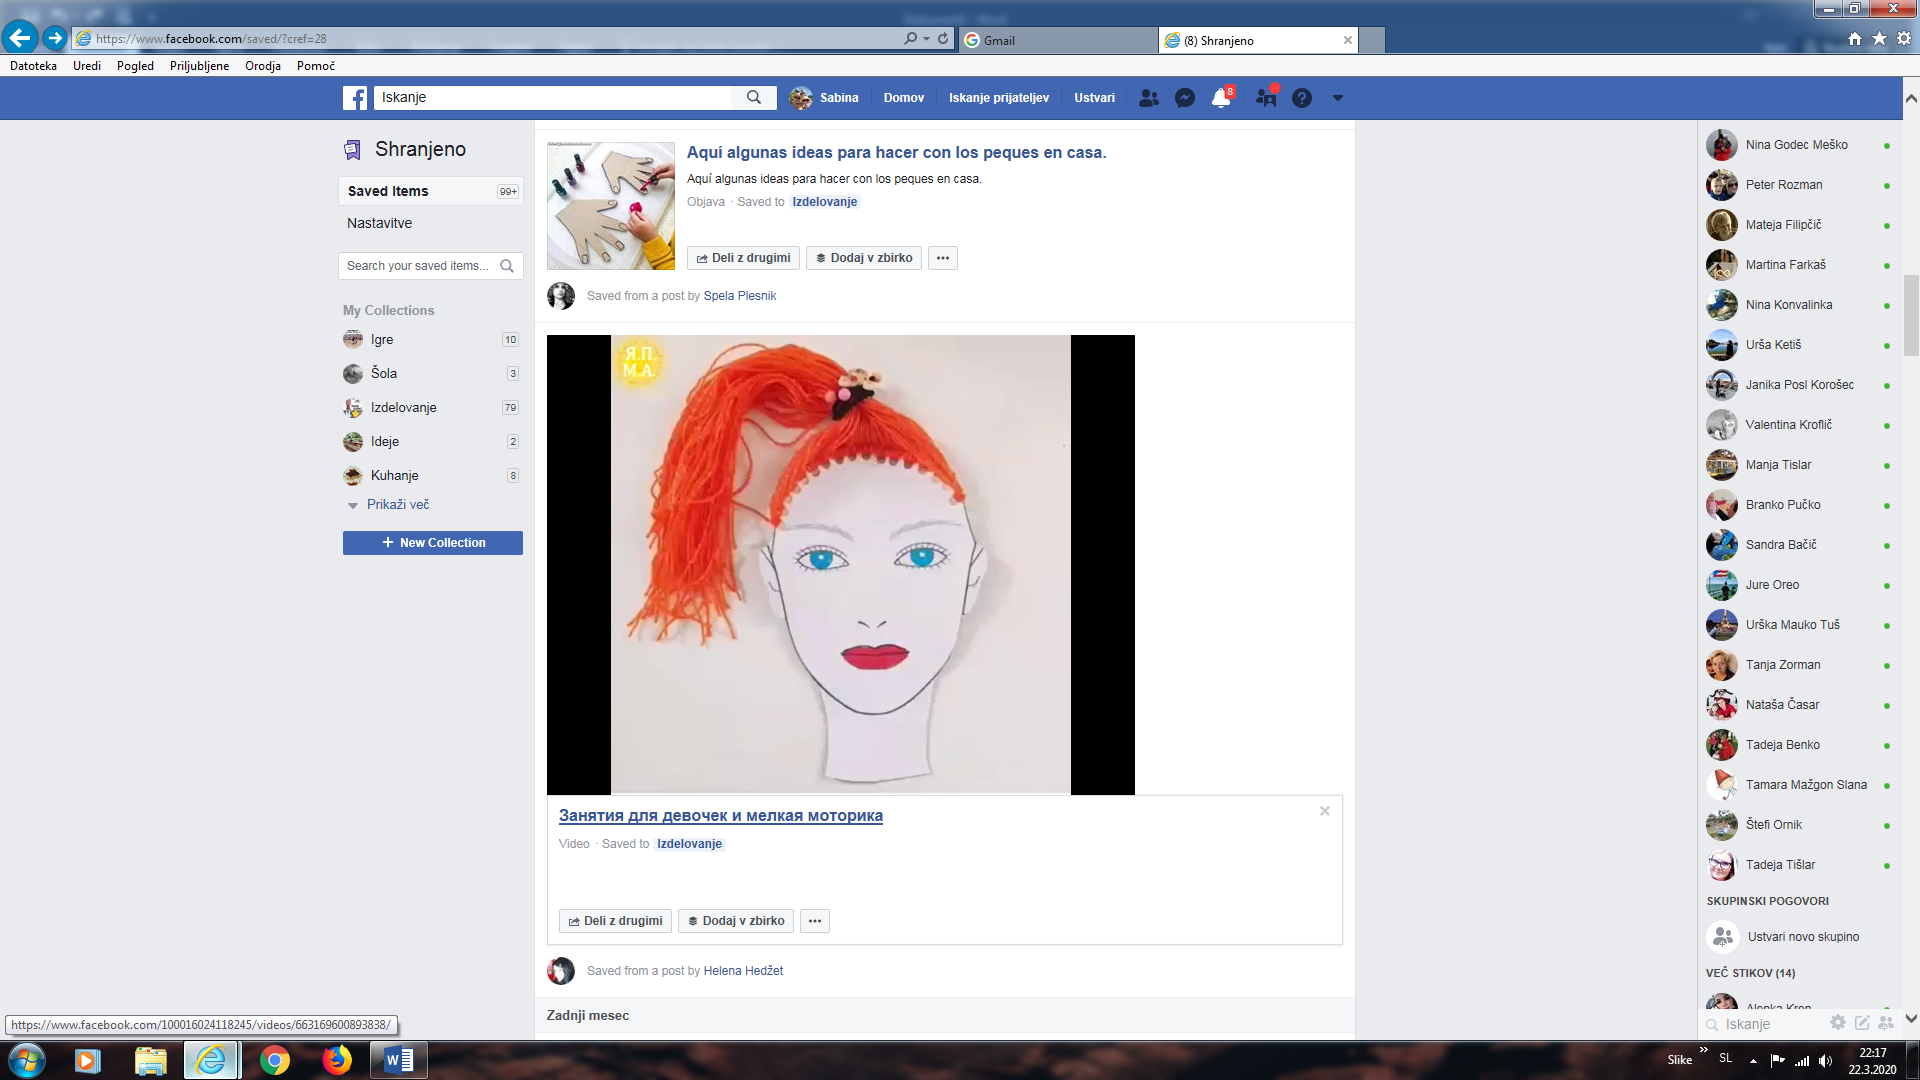 https://www.facebook.com/saved/?cref=28
Gmail
(8) Shranjeno
Datoteka Uredi Pogled Priljubljene Orodja Pomoč
Iskanje
Sabina
Domov
Iskanje prijateljev
Ustvari
8
Shranjeno
Saved Items 99+
Nastavitve
Search your saved items...
My Collections
Igre 10
Šola 3
Izdelovanje 79
Ideje 2
Kuhanje 8
Prikaži več
+ New Collection
Aquí algunas ideas para hacer con los peques en casa.
Aquí algunas ideas para hacer con los peques en casa.
Objava · Saved to Izdelovanje
Deli z drugimi
Dodaj v zbirko
Saved from a post by Spela Plesnik
Я.П.
М.А.
Занятия для девочек и мелкая моторика
Video · Saved to Izdelovanje
Deli z drugimi
Dodaj v zbirko
Saved from a post by Helena Hedžet
Zadnji mesec
Nina Godec Meško
Peter Rozman
Mateja Filipčič
Martina Farkaš
Nina Konvalinka
Urša Ketiš
Janika Posl Korošec
Valentina Kroflič
Manja Tislar
Branko Pučko
Sandra Bačič
Jure Oreo
Urška Mauko Tuš
Tanja Zorman
Nataša Časar
Tadeja Benko
Tamara Mažgon Slana
Štefi Ornik
Tadeja Tišlar
SKUPINSKI POGOVORI
Ustvari novo skupino
VEČ STIKOV (14)
Alenka Kren
Iskanje
https://www.facebook.com/100016024118245/videos/663169600893838/
Slike
SL
22:17
22.3.2020